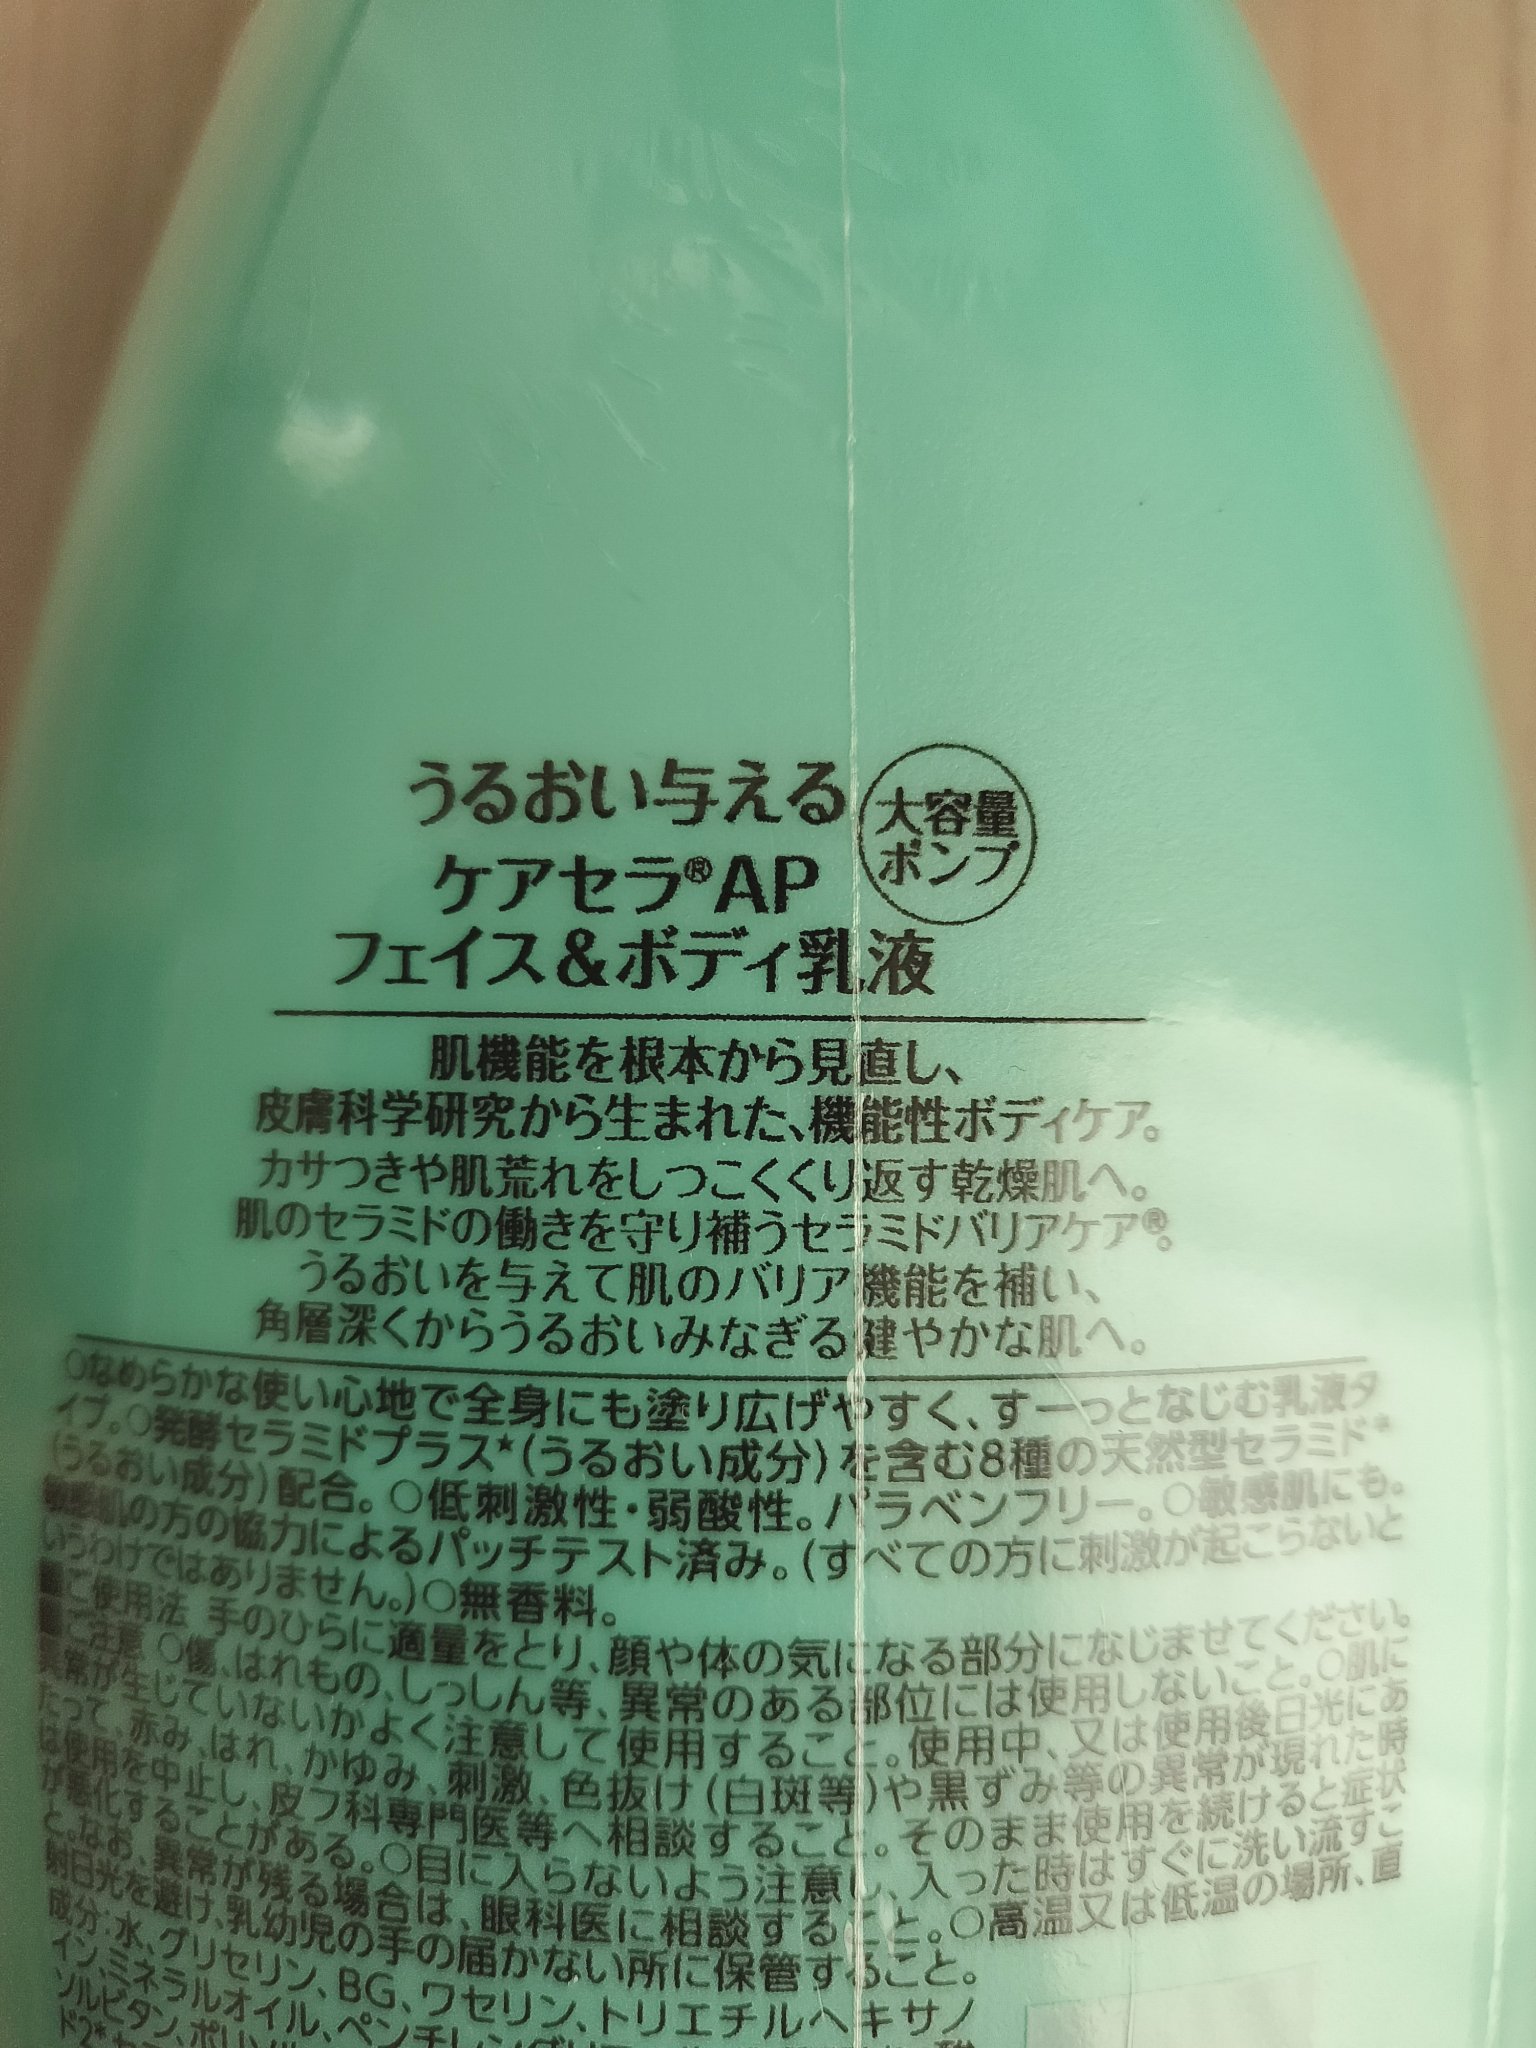 うるおい与える
大容量
ポンプ
ケアセラ®AP
フェイス&ボディ乳液
肌機能を根本から見直し、
皮膚科学研究から生まれた、機能性ボディケア。
カサつきや肌荒れをしつこくくり返す乾燥肌へ。
肌のセラミドの働きを守り補うセラミドバリアケア®。
うるおいを与えて肌のバリア機能を補い、
角層深くからうるおいみなぎる健やかな肌へ。
○なめらかな使い心地で全身にも塗り広げやすく、すーっとなじむ乳液タ
イプ。○発酵セラミドプラス*(うるおい成分)を含む8種の天然型セラミド*
(うるおい成分)配合。○低刺激性・弱酸性。パラベンフリー。○敏感肌にも。
敏感肌の方の協力によるパッチテスト済み。(すべての方に刺激が起こらないと
いうわけではありません。)○無香料。
■ご使用法 手のひらに適量をとり、顔や体の気になる部分になじませてください。
■ご注意 ○傷、はれもの、しっしん等、異常のある部位には使用しないこと。○肌に
異常が生じていないかよく注意して使用すること。使用中、又は使用後日光にあ
たって、赤み、はれ、かゆみ、刺激、色抜け(白斑等)や黒ずみ等の異常が現れた時
は使用を中止し、皮フ科専門医等へ相談すること。そのまま使用を続けると症状
が悪化することがある。○目に入らないよう注意し、入った時はすぐに洗い流すこ
と。なお、異常が残る場合は、眼科医に相談すること。○高温又は低温の場所、直
射日光を避け、乳幼児の手の届かない所に保管すること。
成分:水、グリセリン、BG、ワセリン、トリエチルヘキサノ
イン、ミネラルオイル、ペンチレン
ソルビタン、ポリソル
ド2*